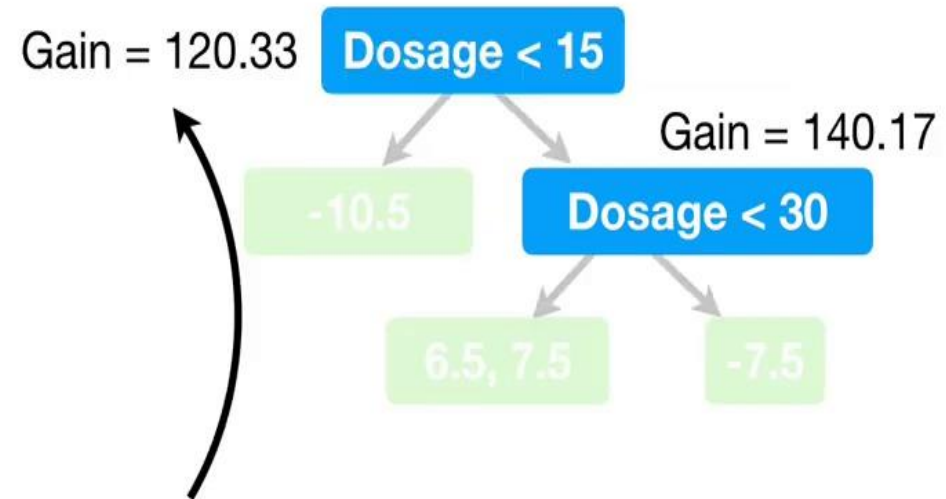 Gain = 120.33
Dosage < 15
Gain = 140.17
-10.5
Dosage < 30
6.5, 7.5
-7.5